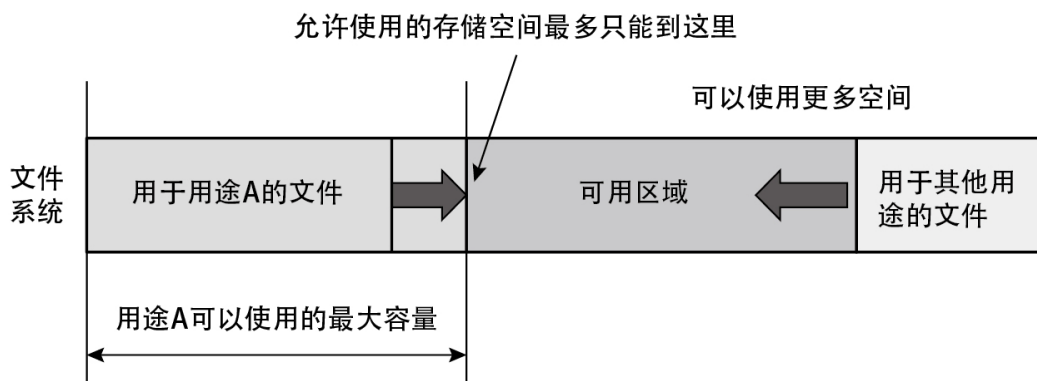 允许使用的存储空间最多只能到这里
可以使用更多空间
文件
系统
用于用途A的文件
可用区域
用于其他用
途的文件
用途A可以使用的最大容量